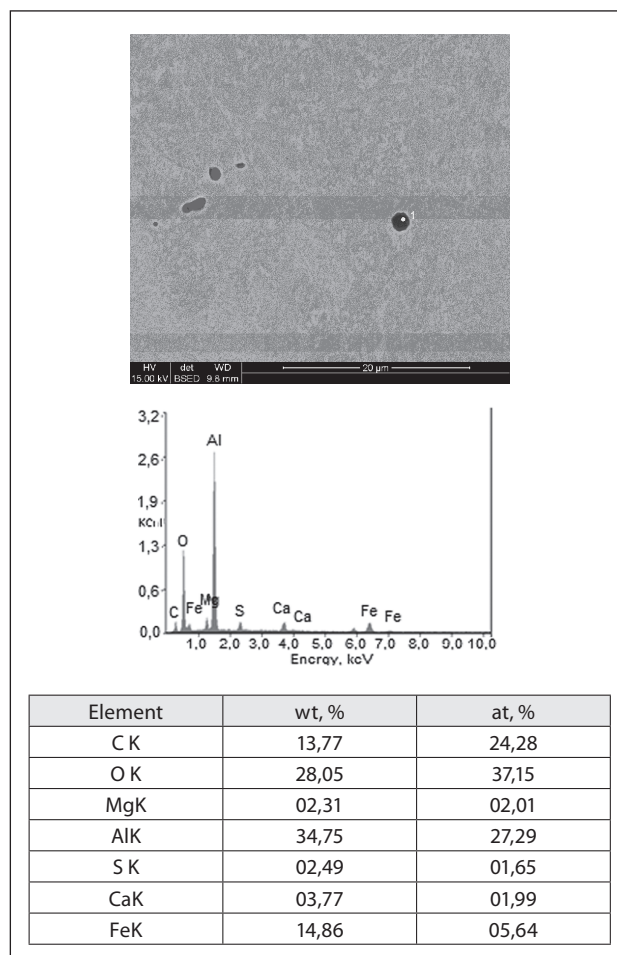 1
HV det WD
15.00 kV BSED 9.6 mm 20 µm
3,2
2,6
1,9
KCnt
1,3
0,6
0,0
Al
O
C Fe Mg S Ca Ca Fe Fe
1,0 2,0 3,0 4,0 5,0 6,0 7,0 8,0 9,0 10,0
Energy, keV
Element wt, % at, %
C K 13,77 24,28
O K 28,05 37,15
MgK 02,31 02,01
AlK 34,75 27,29
S K 02,49 01,65
CaK 03,77 01,99
FeK 14,86 05,64